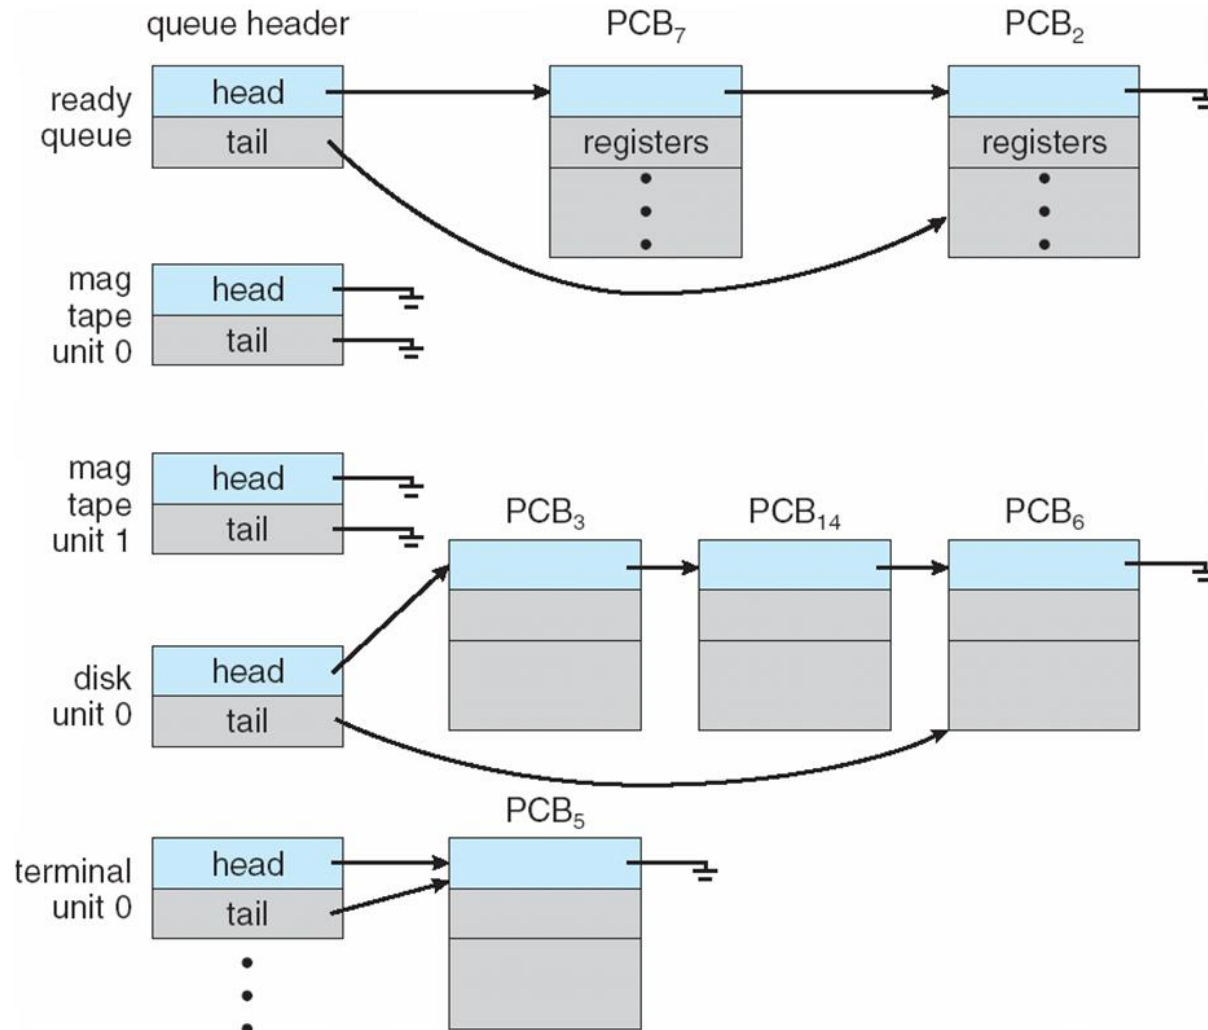 queue header
PCB₇
PCB₂
ready
queue
head
tail
registers
registers
mag
tape
unit 0
head
tail
mag
tape
unit 1
head
tail
PCB₃
PCB₁₄
PCB₆
disk
unit 0
head
tail
PCB₅
terminal
unit 0
head
tail